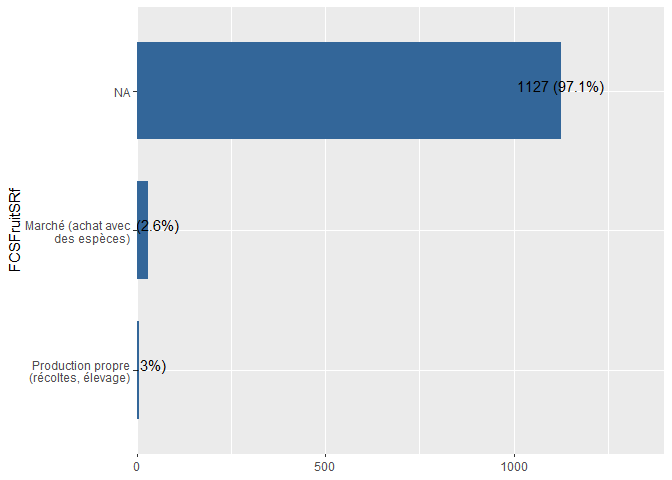 FCSFruitSRf
NA
1127 (97.1%)
Marché (achat avec
des espèces)
(2.6%)
Production propre
(récoltes, élevage)
3%)
0
500
1000